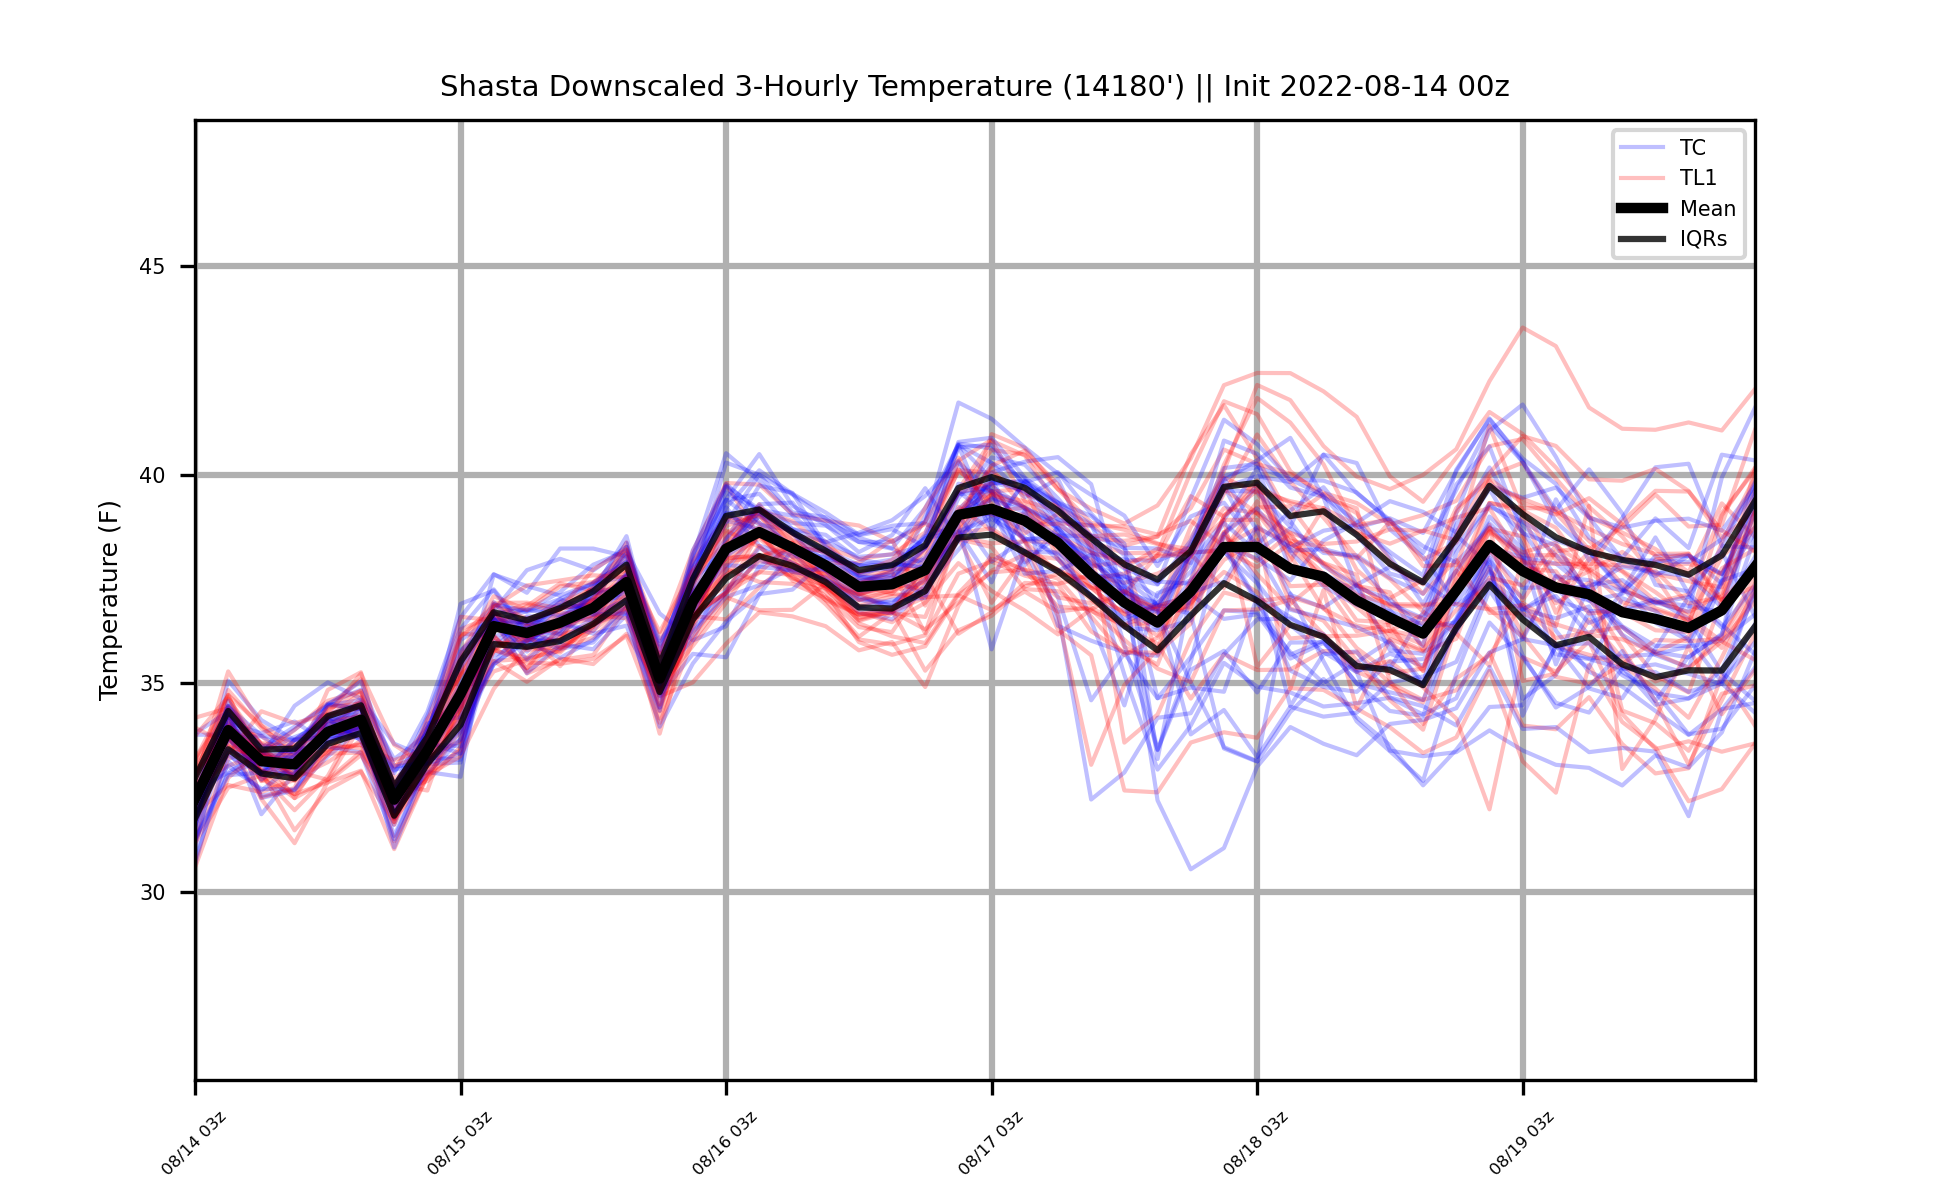 Shasta Downscaled 3-Hourly Temperature (14180') || Init 2022-08-14 00z
TC
TL1
Mean
IQRs
Temperature (F)
45
40
35
30
08/14 03z
08/15 03z
08/16 03z
08/17 03z
08/18 03z
08/19 03z